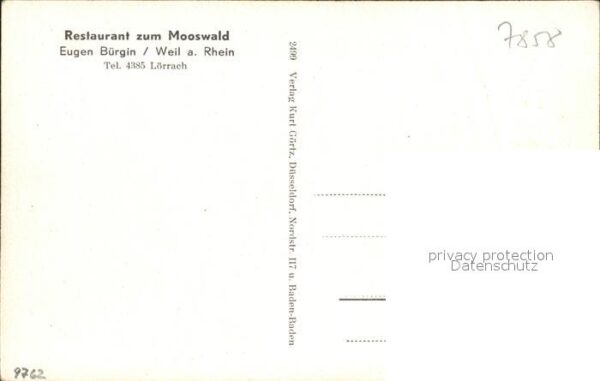 Restaurant zum Mooswald
Eugen Bürgin / Weil a. Rhein
Tel. 4385 Lörrach
7858
2499 Verlag Kurt Görtz, Düsseldorf, Nordstr. 117 u. Baden-Baden
privacy protection
Datenschutz
9762